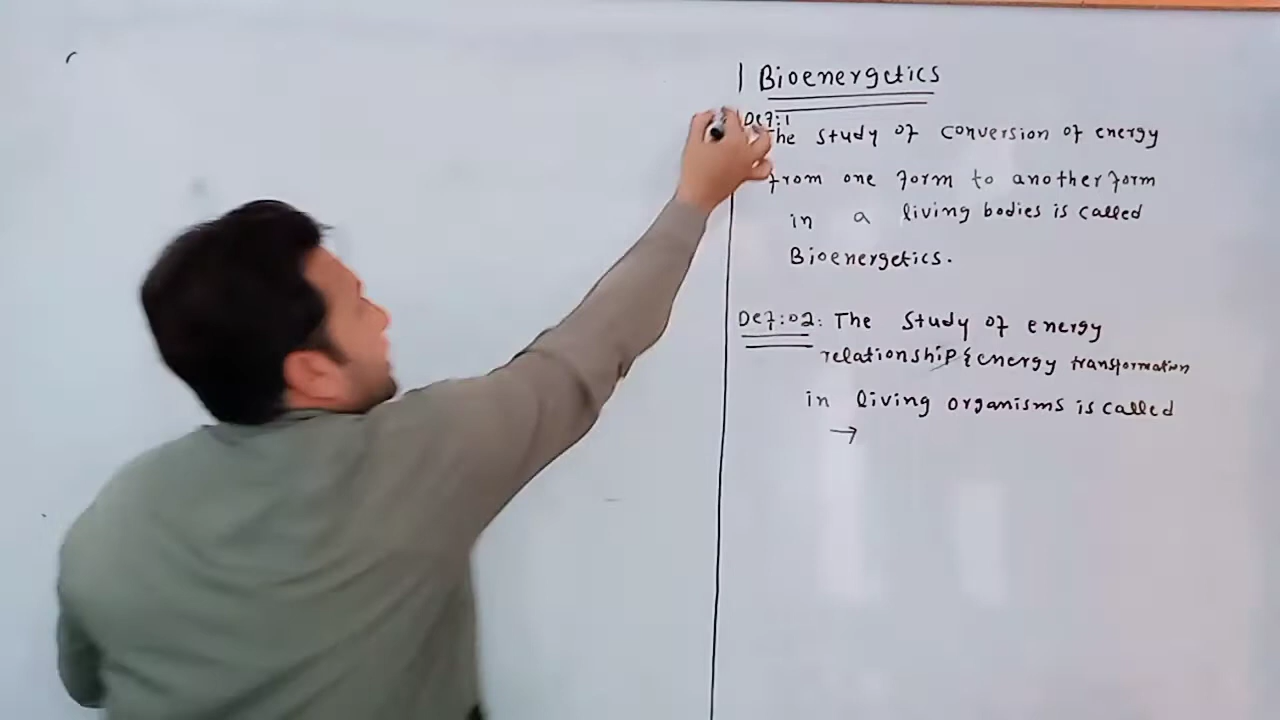 Bioenergetics
Def:1
The study of conversion of energy
from one form to another form
in a living bodies is called
Bioenergetics.
Def:02: The study of energy
relationship & energy transformation
in living organisms is called
→